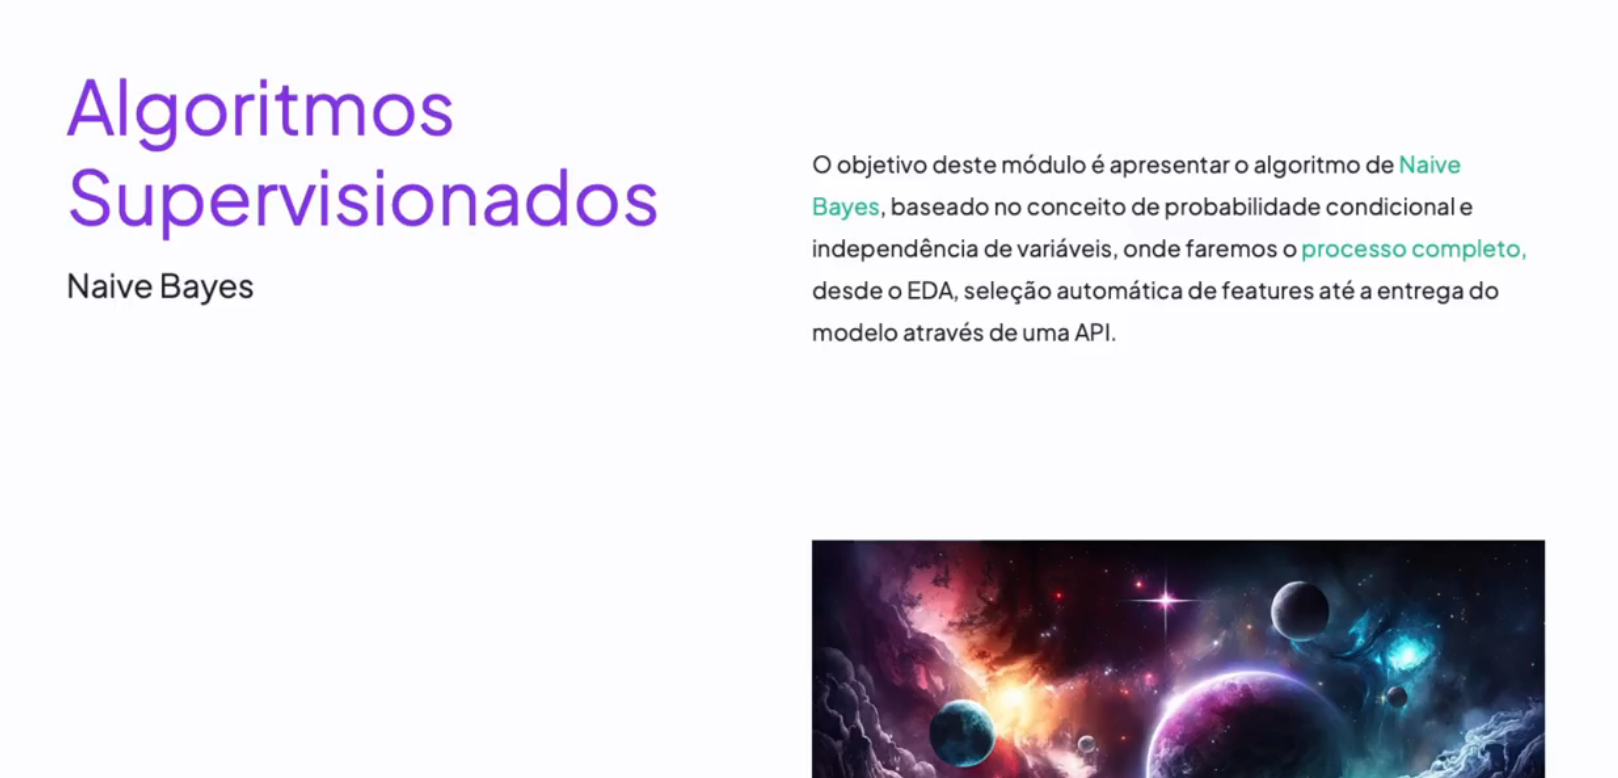 Algoritmos
Supervisionados
Naive Bayes
O objetivo deste módulo é apresentar o algoritmo de Naive
Bayes, baseado no conceito de probabilidade condicional e
independência de variáveis, onde faremos o processo completo,
desde o EDA, seleção automática de features até a entrega do
modelo através de uma API.